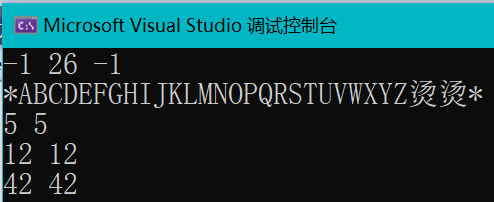 C:\
Microsoft Visual Studio 调试控制台
-1 26 -1
*ABCDEFGHIJKLMNOPQRSTUVWXYZ烫烫*
5 5
12 12
42 42